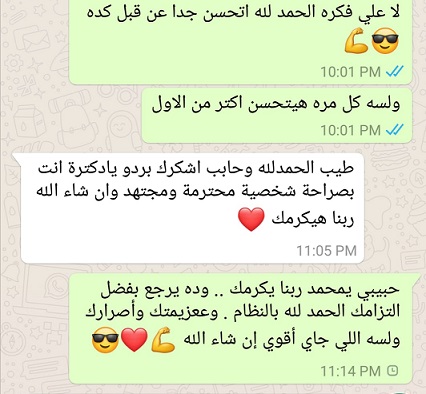 لا علي فكره الحمد لله اتحسن جدا عن قبل كده
😎💪
10:01 PM
ولسه كل مره هيتحسن اكتر من الاول
10:01 PM
طيب الحمدلله وحابب اشكرك بردو يادكترة انت
بصراحة شخصية محترمة ومجتهد وان شاء الله
ربنا هيكرمك ❤️
11:05 PM
حبيبي يمحمد ربنا يكرمك .. وده يرجع بفضل
التزامك الحمد لله بالنظام . وععزيمتك وأصرارك
ولسه اللي جاي أقوي إن شاء الله 💪❤️😎
11:14 PM